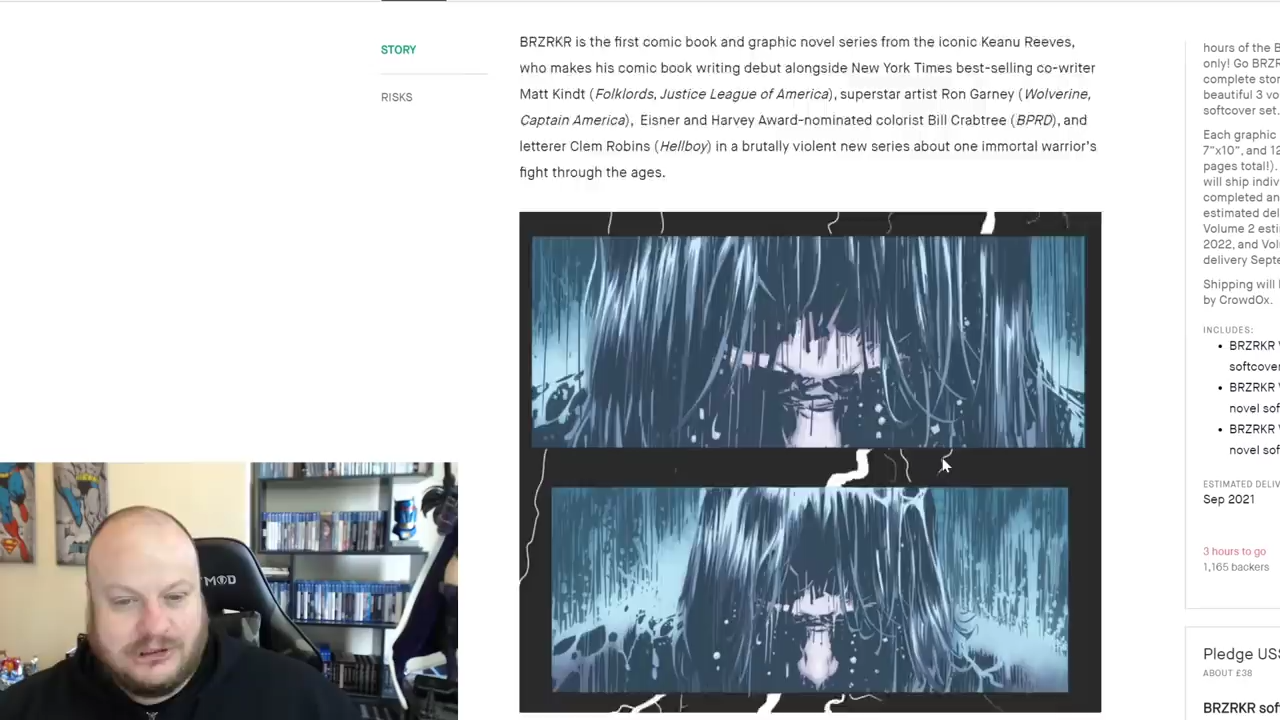 STORY
RISKS
BRZRKR is the first comic book and graphic novel series from the iconic Keanu Reeves,
who makes his comic book writing debut alongside New York Times best-selling co-writer
Matt Kindt (Folklords, Justice League of America), superstar artist Ron Garney (Wolverine,
Captain America), Eisner and Harvey Award-nominated colorist Bill Crabtree (BPRD), and
letterer Clem Robins (Hellboy) in a brutally violent new series about one immortal warrior's
fight through the ages.
hours of the B
only! Go BRZR
complete stor
beautiful 3 vo
softcover set.
Each graphic
7"x10", and 12
pages total!).
will ship indiv
completed an
estimated del
Volume 2 esti
2022, and Vol
delivery Septe
Shipping will
by CrowdOx.
INCLUDES:
BRZRKR
softcover
BRZRKR
novel sof
BRZRKR
novel sof
ESTIMATED DELIV
Sep 2021
3 hours to go
1,165 backers
Pledge US$
ABOUT £38
BRZRKR sof